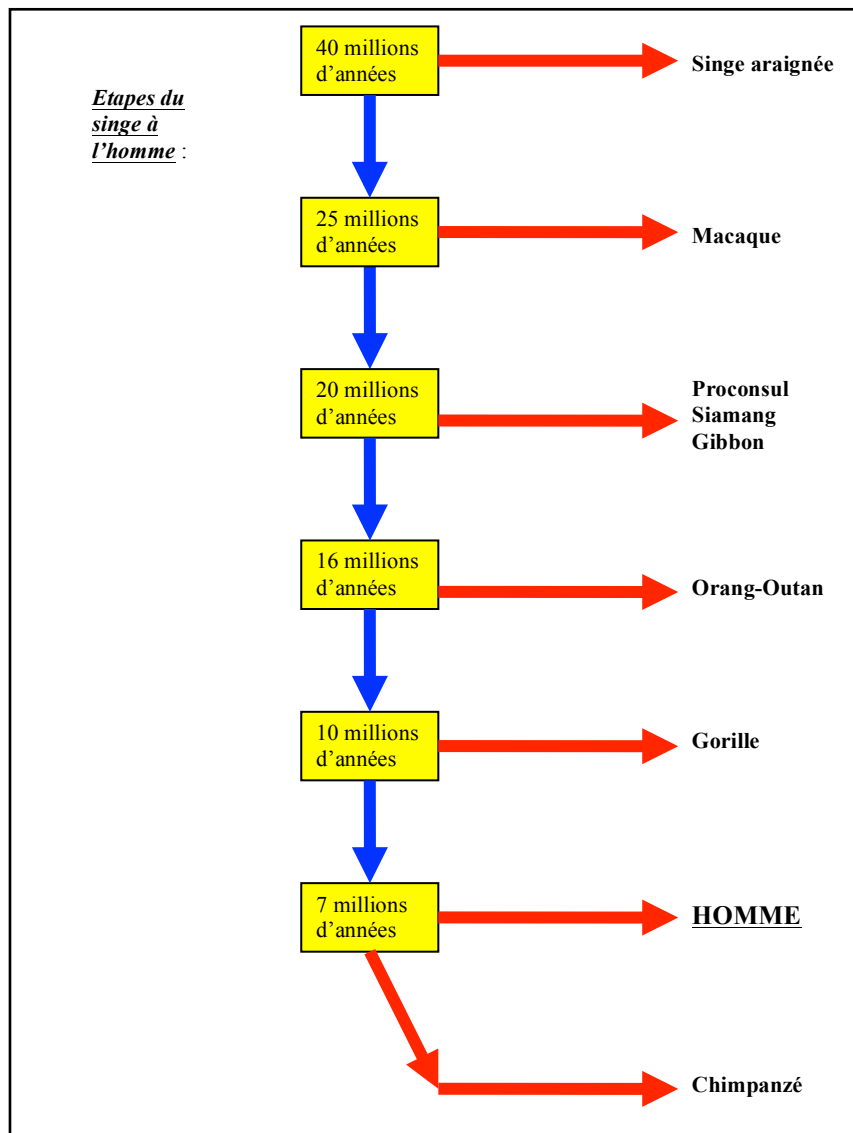 40 millions
d'années
Singe araignée
Etapes du
singe à
l'homme :
25 millions
d'années
Macaque
20 millions
d'années
Proconsul
Siamang
Gibbon
16 millions
d'années
Orang-Outan
10 millions
d'années
Gorille
7 millions
d'années
HOMME
Chimpanzé